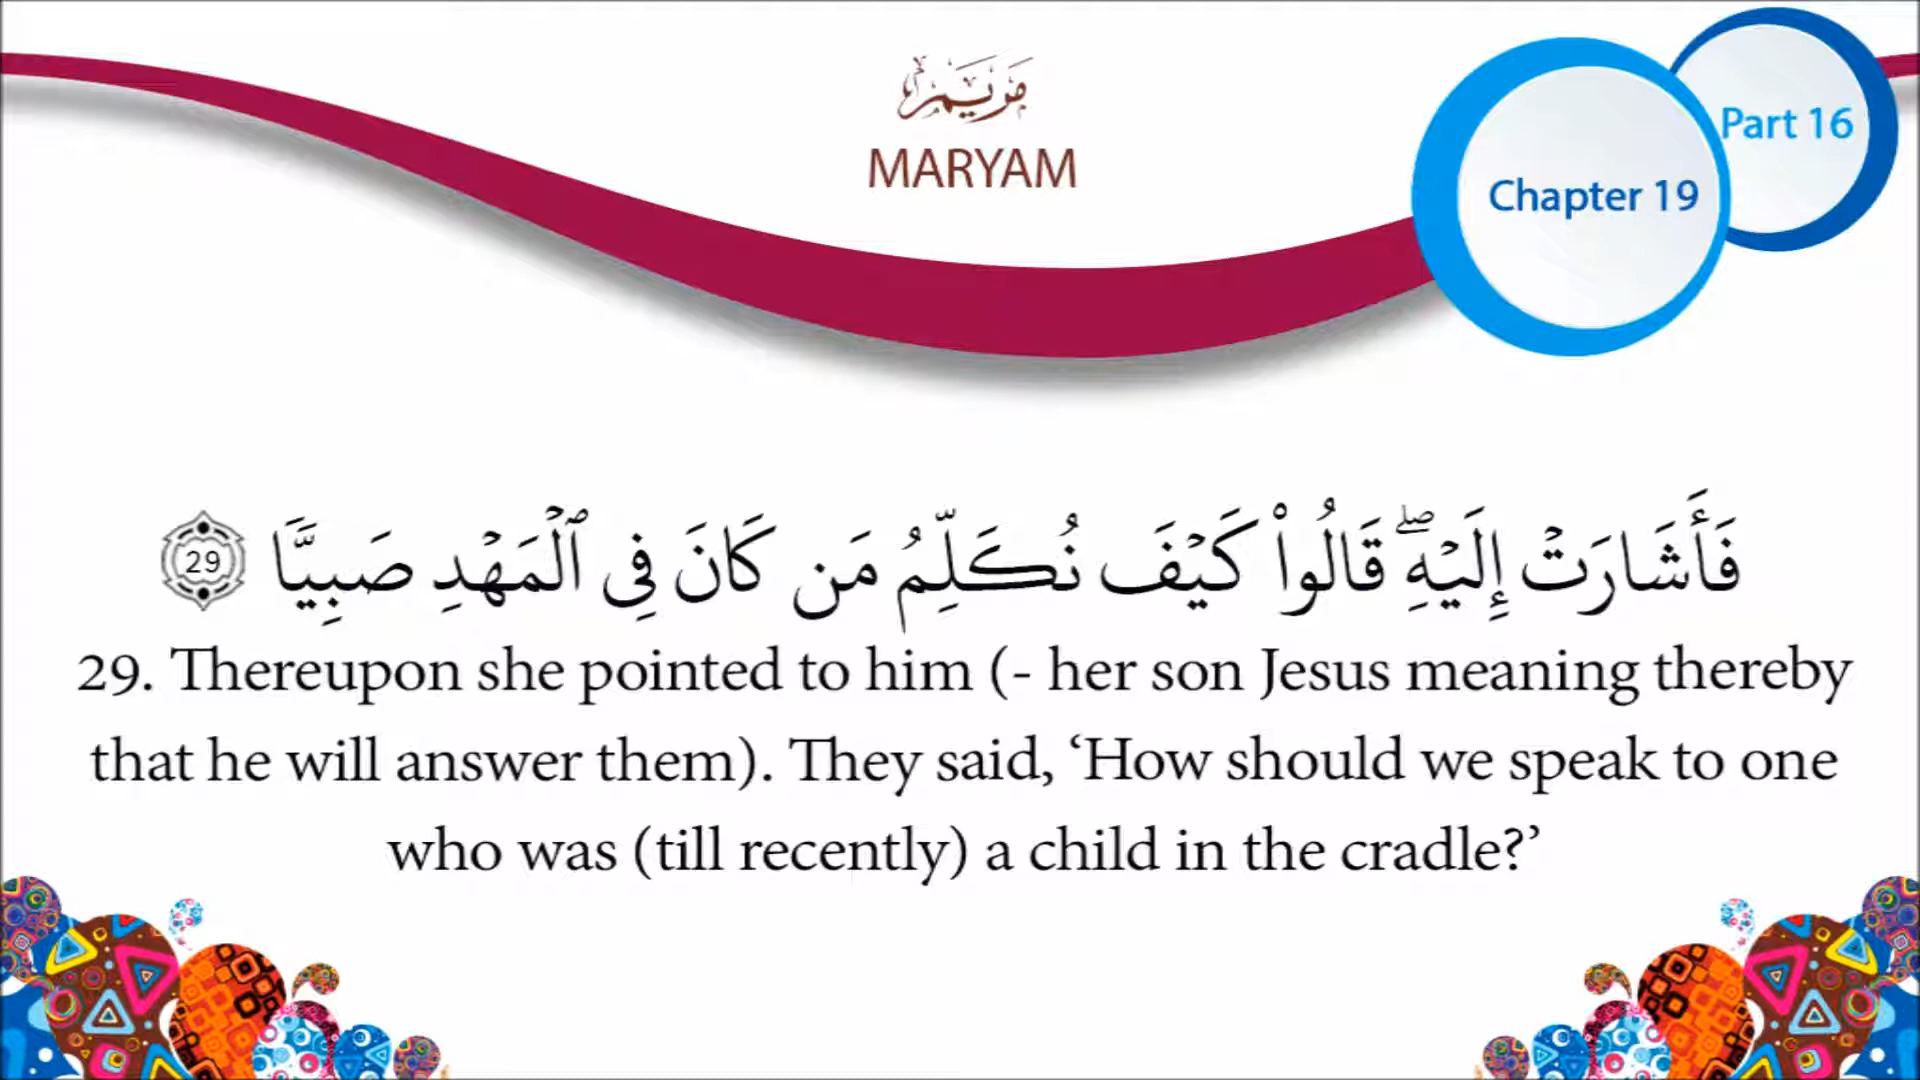 مَرْيَم
MARYAM
Part 16
Chapter 19
فَأَشَارَتْ إِلَيْهِ ۖ قَالُوا۟ كَيْفَ نُكَلِّمُ مَن كَانَ فِى ٱلْمَهْدِ صَبِيًّا 29
29. Thereupon she pointed to him (- her son Jesus meaning thereby
that he will answer them). They said, ‘How should we speak to one
who was (till recently) a child in the cradle?’